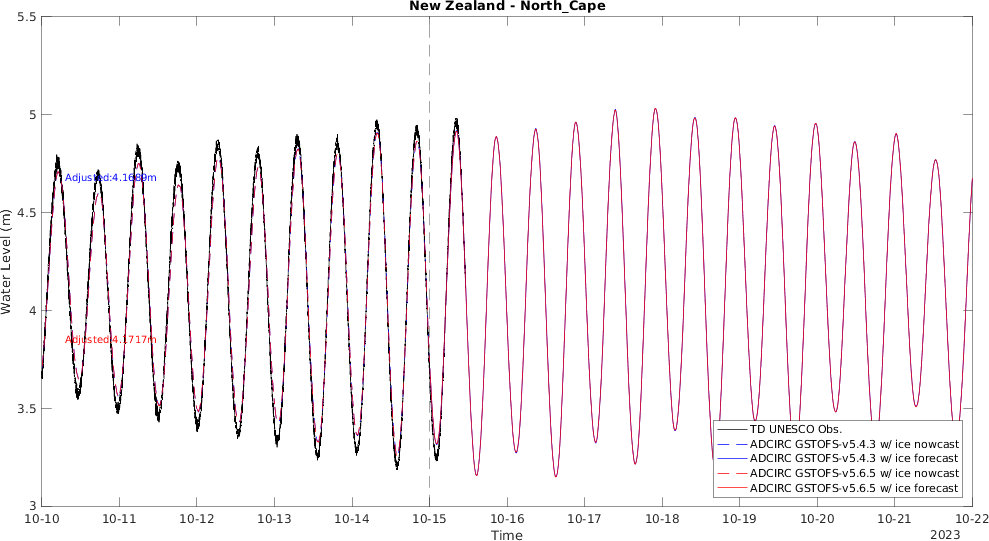 New Zealand - North_Cape
Water Level (m)
5.5
5
4.5
4
3.5
3
Adjusted:4.1689m
Adjusted:4.1717m
TD UNESCO Obs.
ADCIRC GSTOFS-v5.4.3 w/ ice nowcast
ADCIRC GSTOFS-v5.4.3 w/ ice forecast
ADCIRC GSTOFS-v5.6.5 w/ ice nowcast
ADCIRC GSTOFS-v5.6.5 w/ ice forecast
10-10 10-11 10-12 10-13 10-14 10-15 10-16 10-17 10-18 10-19 10-20 10-21 10-22
Time
2023